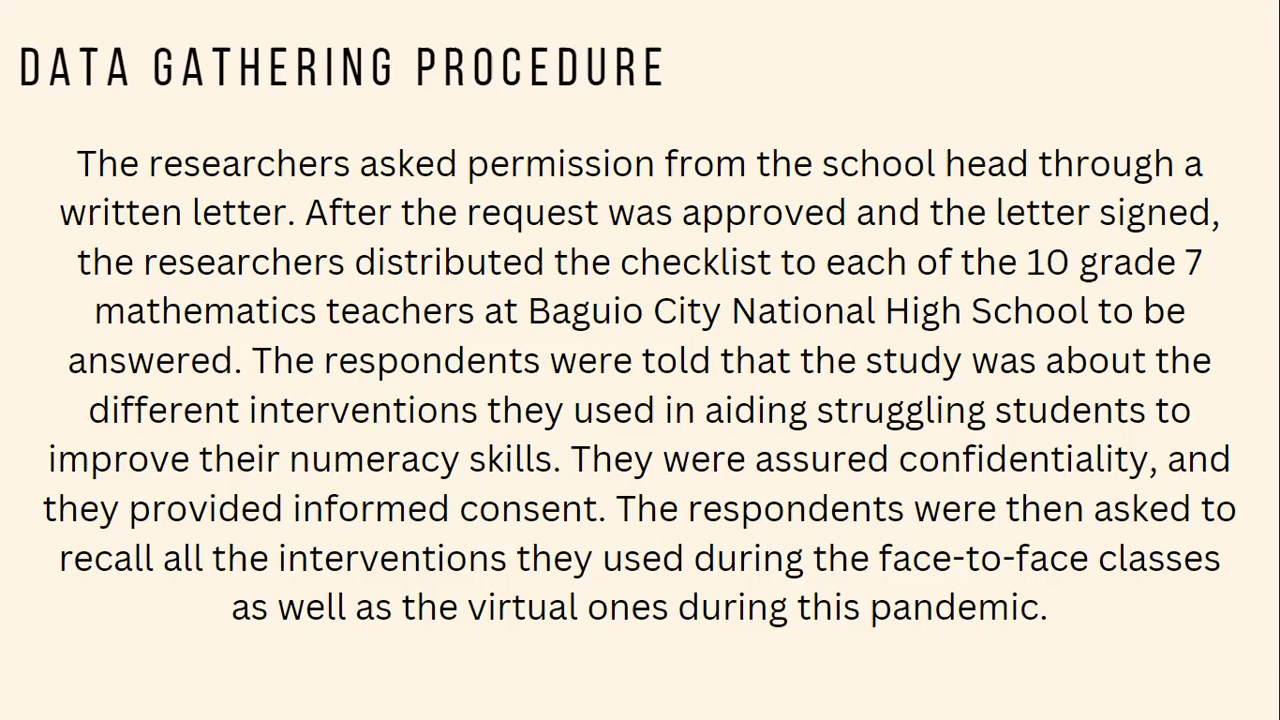 DATA GATHERING PROCEDURE
The researchers asked permission from the school head through a
written letter. After the request was approved and the letter signed,
the researchers distributed the checklist to each of the 10 grade 7
mathematics teachers at Baguio City National High School to be
answered. The respondents were told that the study was about the
different interventions they used in aiding struggling students to
improve their numeracy skills. They were assured confidentiality, and
they provided informed consent. The respondents were then asked to
recall all the interventions they used during the face-to-face classes
as well as the virtual ones during this pandemic.